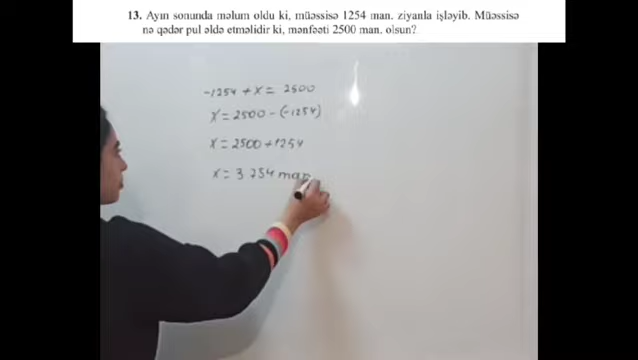 13. Ayın sonunda məlum oldu ki, müəssisə 1254 man. ziyanla işləyib. Müəssisə
nə qədər pul əldə etməlidir ki, mənfəəti 2500 man. olsun?
-1254 + x = 2500
x = 2500 - (-1254)
x = 2500 + 1254
x = 3 254 man